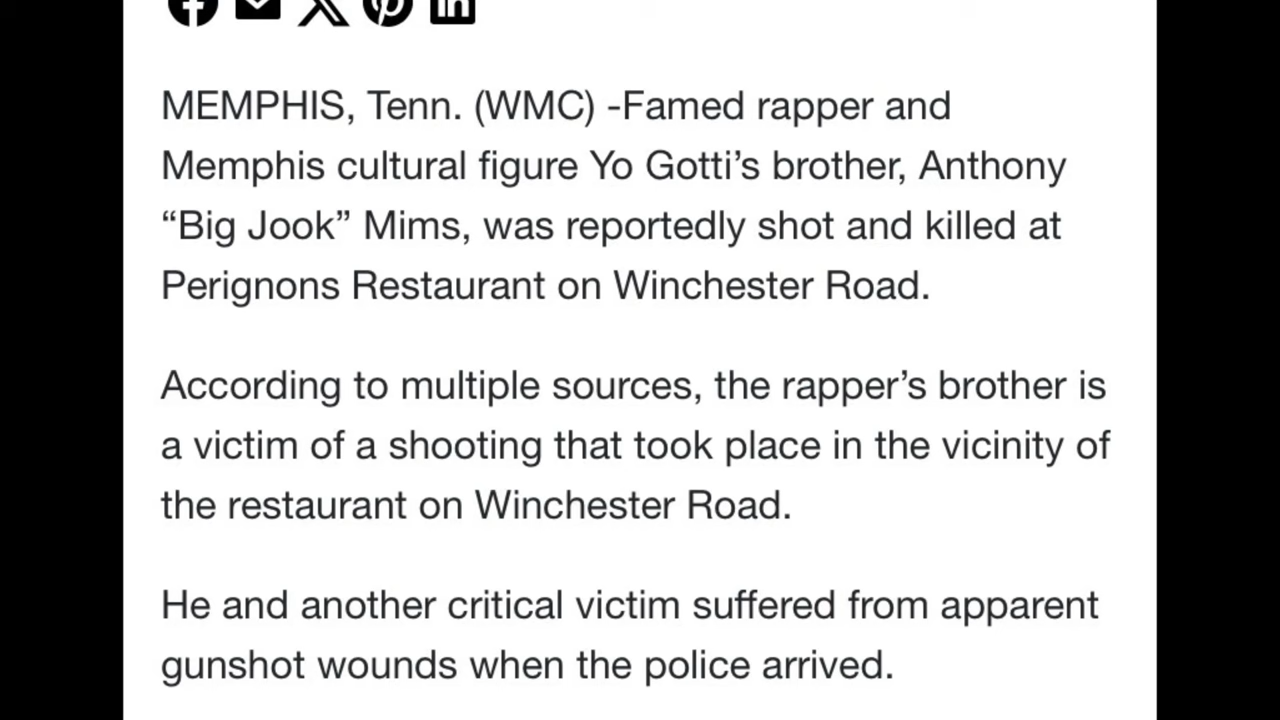 MEMPHIS, Tenn. (WMC) -Famed rapper and
Memphis cultural figure Yo Gotti’s brother, Anthony
“Big Jook” Mims, was reportedly shot and killed at
Perignons Restaurant on Winchester Road.
According to multiple sources, the rapper’s brother is
a victim of a shooting that took place in the vicinity of
the restaurant on Winchester Road.
He and another critical victim suffered from apparent
gunshot wounds when the police arrived.